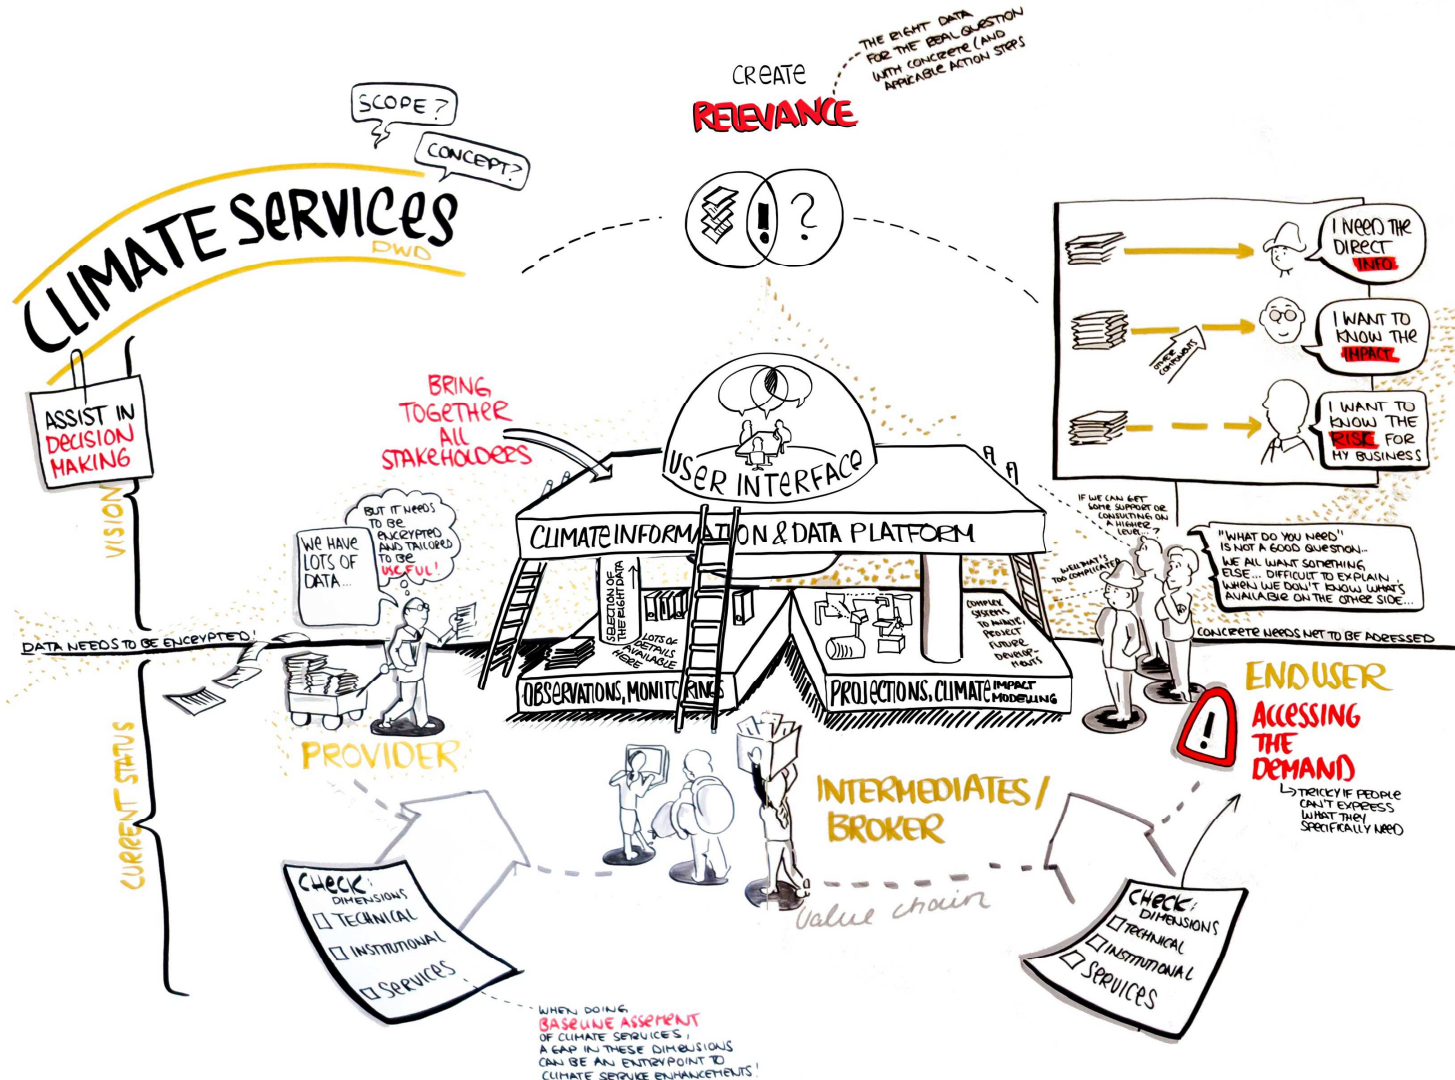 SCOPE?
CONCEPT?
CLIMATE SERVICES
DWD
ASSIST IN
DECISION
MAKING
VISION
CURRENT STATUS
CREATE
RELEVANCE
THE RIGHT DATA
FOR THE REAL QUESTION
WITH CONCRETE (AND
APPLICABLE ACTION STEPS
!
?
I NEED THE
DIRECT
INFO
I WANT TO
KNOW THE
IMPACT
OTHER
COMPONENTS
I WANT TO
KNOW THE
RISK FOR
MY BUSINESS
BRING
TOGETHER
ALL
STAKEHOLDERS
USER INTERFACE
CLIMATE INFORMATION & DATA PLATFORM
SELECTION OF
THE RIGHT DATA
LOTS OF
DETAILS
AVAILABLE
HERE
OBSERVATIONS, MONITORINGS
COMPLEX
SYSTEMS
TO ANALYZE,
PROJECT
FUTURE
DEVELOP-
MENTS
PROJECTIONS, CLIMATE IMPACT
MODELLING
WE HAVE
LOTS OF
DATA...
BUT IT NEEDS
TO BE
ENCRYPTED
AND TAILORED
TO BE
USEFUL!
DATA NEEDS TO BE ENCRYPTED!
PROVIDER
IF WE CAN GET
SOME SUPPORT OR
CONSULTING ON
A HIGHER
LEVEL...?
WELL THAT'S
TOO COMPLICATED
"WHAT DO YOU NEED"
IS NOT A GOOD QUESTION...
WE ALL WANT SOMETHING
ELSE... DIFFICULT TO EXPLAIN
WHEN WE DON'T KNOW WHAT'S
AVAILABLE ON THE OTHER SIDE...
CONCRETE NEEDS NET TO BE ADRESSED
ENDUSER
!
ACCESSING
THE
DEMAND
TRICKY IF PEOPLE
CAN'T EXPRESS
WHAT THEY
SPECIFICALLY NEED
INTERMEDIATES/
BROKER
value chain
CHECK:
DIMENSIONS
TECHNICAL
INSTITUTIONAL
SERVICES
WHEN DOING
BASELINE ASSEMENT
OF CLIMATE SERVICES,
A GAP IN THESE DIMENSIONS
CAN BE AN ENTRYPOINT TO
CLIMATE SERVICE ENHANCEMENTS!
CHECK:
DIMENSIONS
TECHNICAL
INSTITUTIONAL
SERVICES